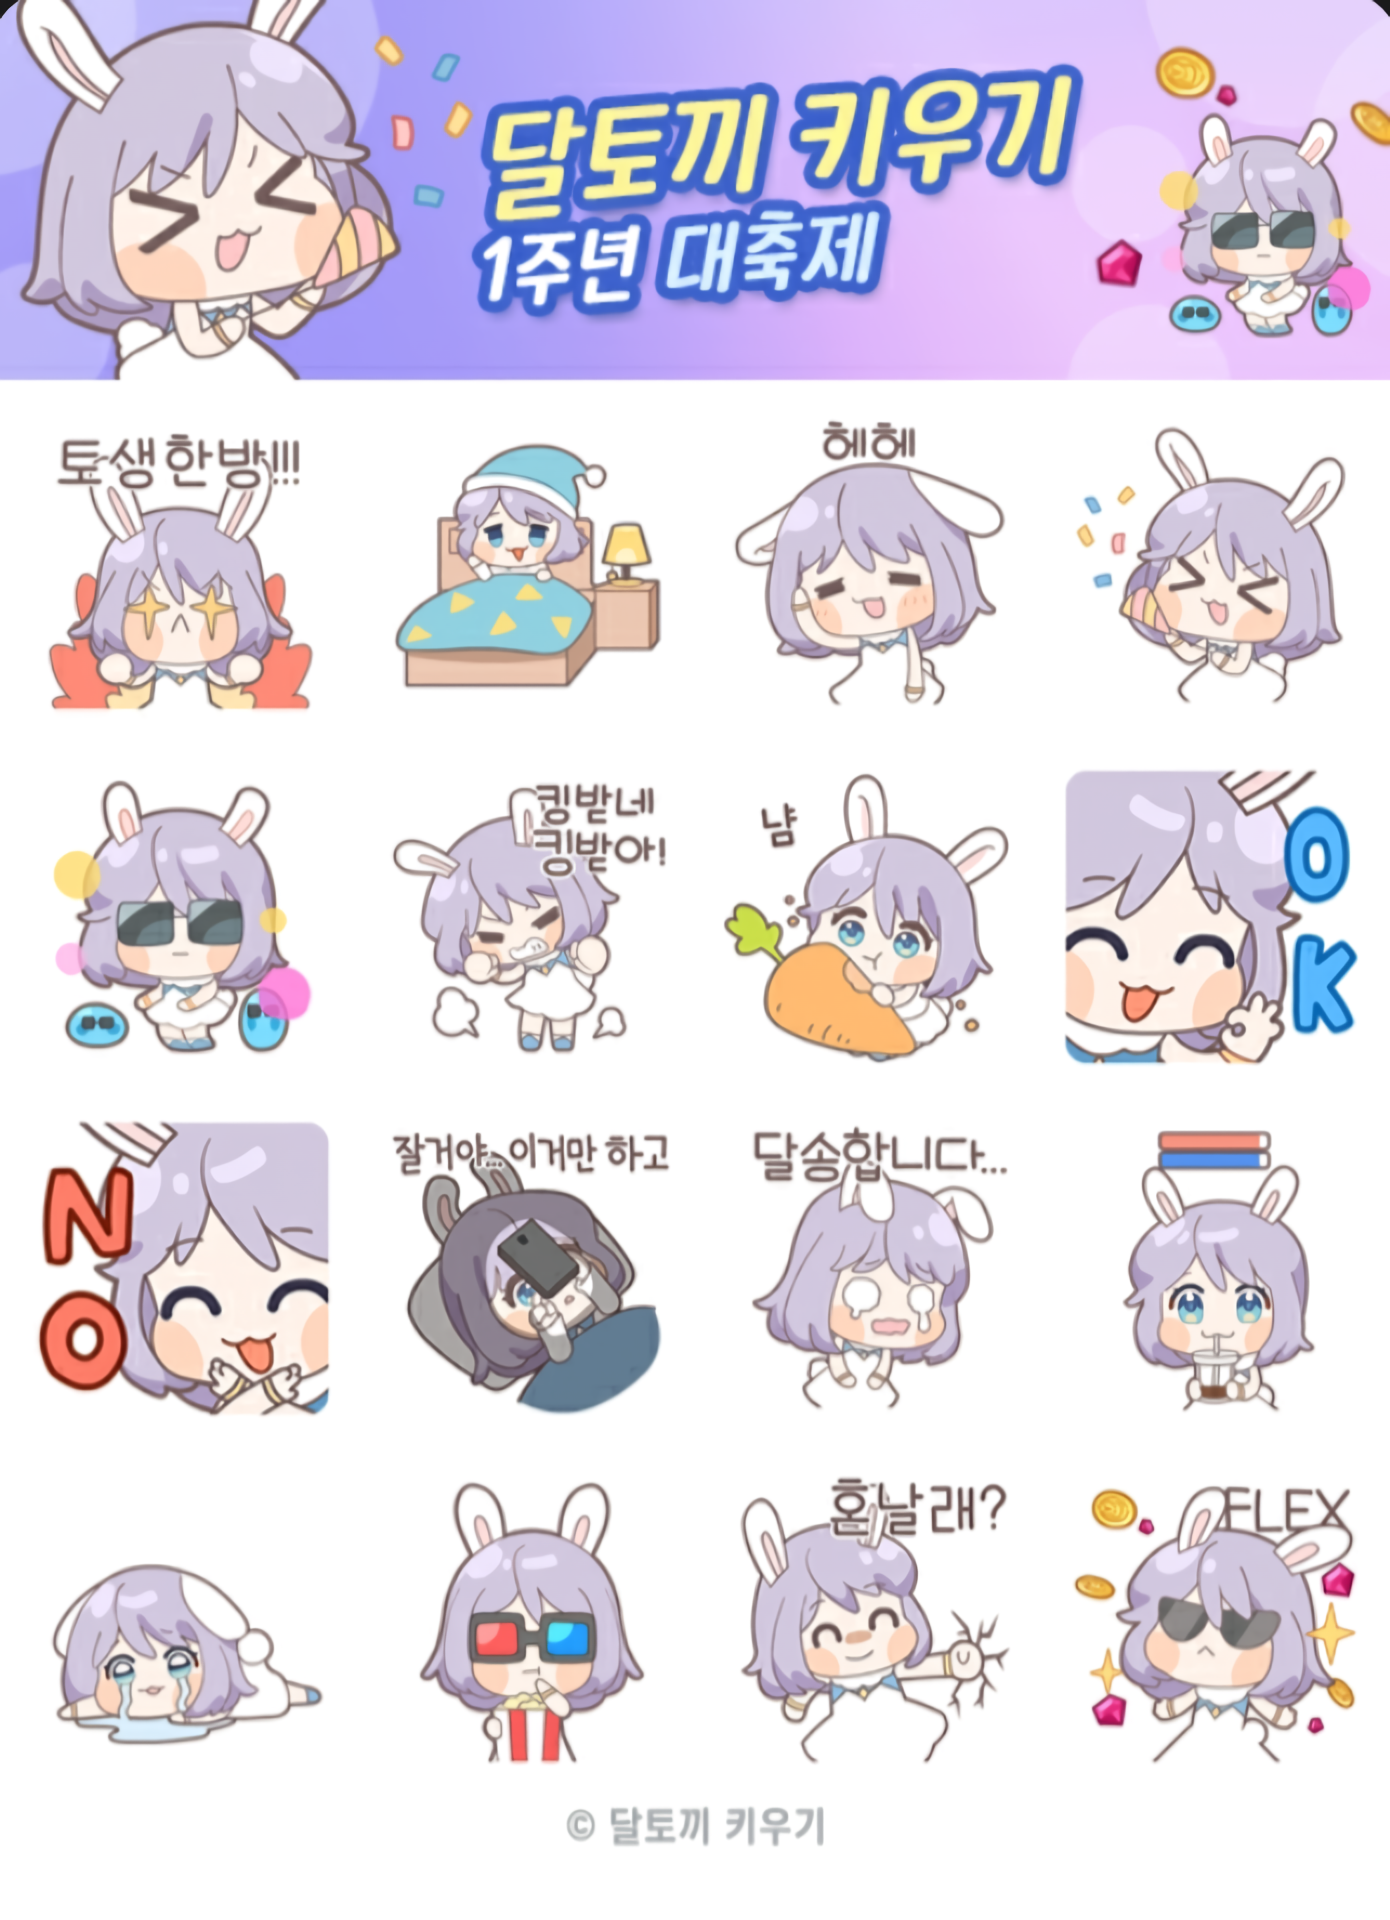 달토끼 키우기
1주년 대축제
토생한방!!!
헤헤
킹받네
킹받아!
냠
O
K
N
O
잘거야... 이거만 하고
달송합니다...
혼날래?
FLEX
© 달토끼 키우기